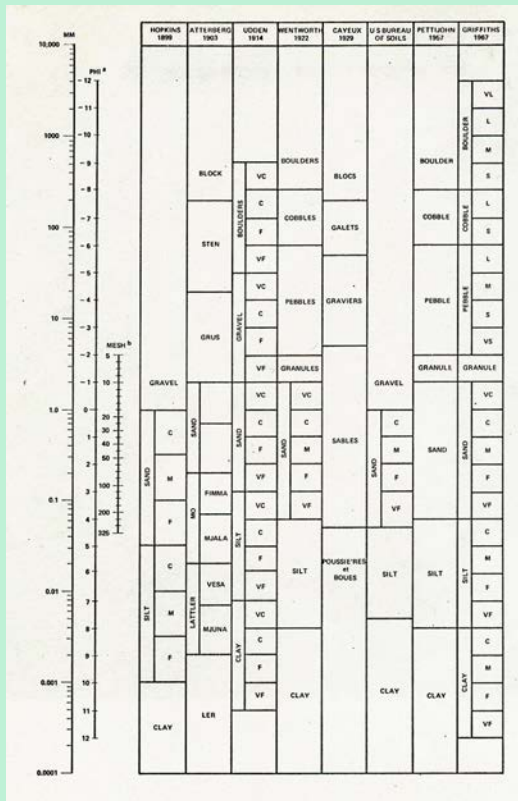 HOPKINS
1899
ATTERBERG
1903
UDDEN
1914
WENTWORTH
1922
CAYEUX
1929
U S BUREAU
OF SOILS
PETTIJOHN
1957
GRIFFITHS
1967
MM
10,000
1000
100
10
1.0
0.1
0.01
0.001
0.0001
PHI a
-12
-11
-10
-9
-8
-7
-6
-5
-4
-3
-2
-1
0
1
2
3
4
5
6
7
8
9
10
11
12
MESH b
5
10
20
30
40
50
100
200
325
GRAVEL
SAND
C
M
F
SILT
C
M
F
CLAY
BLOCK
STEN
GRUS
SAND
MO
FIMMA
MJALA
LATTLER
VESA
MJUNA
LER
BOULDERS
VC
C
F
VF
GRAVEL
VC
C
F
VF
SAND
VC
C
F
VF
SILT
VC
C
F
VF
CLAY
VC
C
F
VF
BOULDERS
COBBLES
PEBBLES
GRANULES
SAND
VC
C
M
F
VF
SILT
CLAY
BLOCS
GALETS
GRAVIERS
SABLES
POUSSIE'RES
et
BOUES
GRAVEL
SAND
C
M
F
VF
SILT
CLAY
BOULDER
COBBLE
PEBBLE
GRANULE
SAND
SILT
CLAY
BOULDER
VL
L
M
S
COBBLE
L
S
PEBBLE
L
M
S
VS
GRANULE
SAND
VC
C
M
F
VF
SILT
C
M
F
VF
CLAY
C
M
F
VF